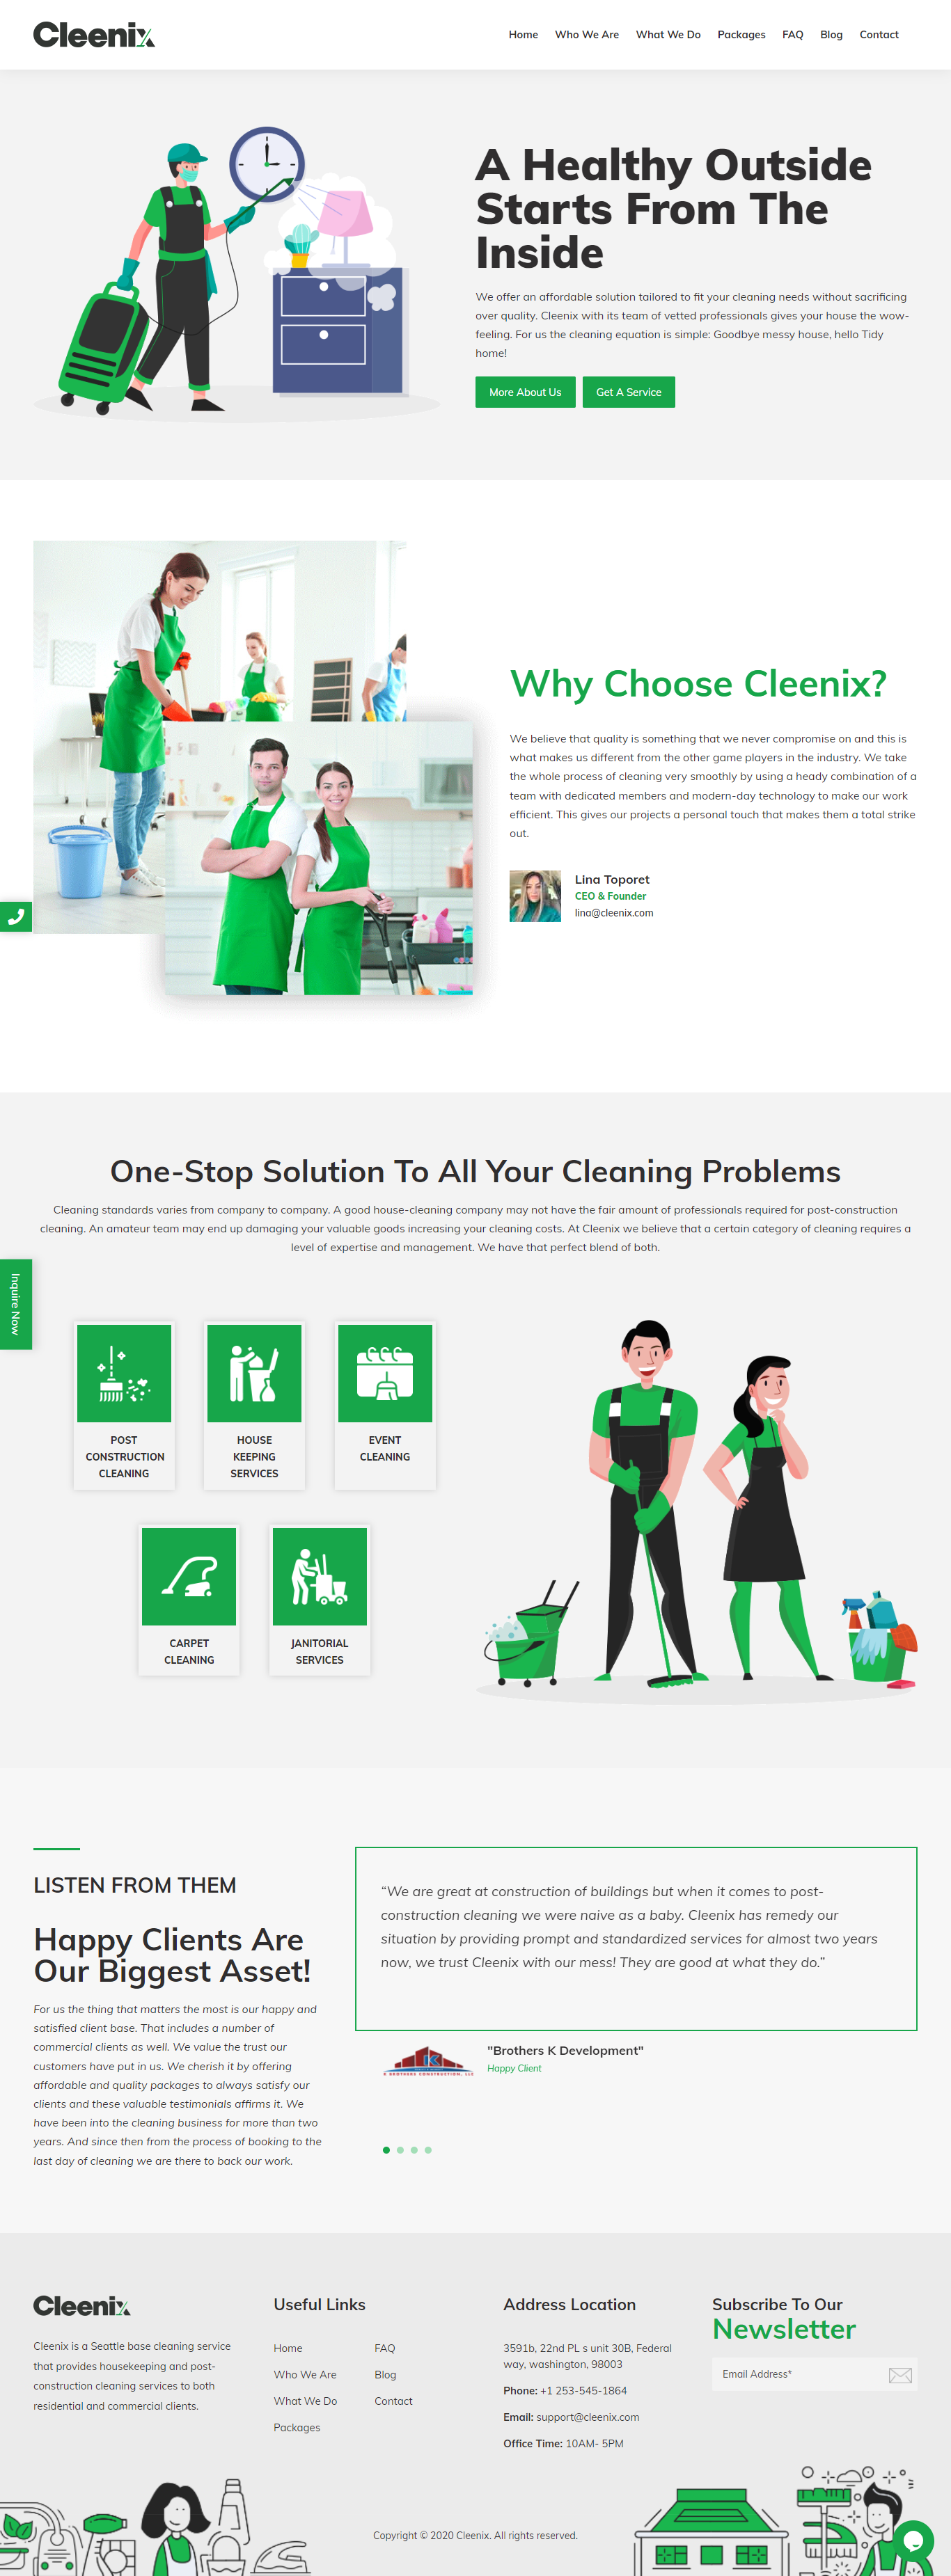 Cleenix
Home Who We Are What We Do Packages FAQ Blog Contact
A Healthy Outside
Starts From The
Inside
We offer an affordable solution tailored to fit your cleaning needs without sacrificing
over quality. Cleenix with its team of vetted professionals gives your house the wow-
feeling. For us the cleaning equation is simple: Goodbye messy house, hello Tidy
home!
More About Us Get A Service
Why Choose Cleenix?
We believe that quality is something that we never compromise on and this is
what makes us different from the other game players in the industry. We take
the whole process of cleaning very smoothly by using a heady combination of a
team with dedicated members and modern-day technology to make our work
efficient. This gives our projects a personal touch that makes them a total strike
out.
Lina Toporet
CEO & Founder
lina@cleenix.com
One-Stop Solution To All Your Cleaning Problems
Cleaning standards varies from company to company. A good house-cleaning company may not have the fair amount of professionals required for post-construction
cleaning. An amateur team may end up damaging your valuable goods increasing your cleaning costs. At Cleenix we believe that a certain category of cleaning requires a
level of expertise and management. We have that perfect blend of both.
Inquire Now
POST
CONSTRUCTION
CLEANING
HOUSE
KEEPING
SERVICES
EVENT
CLEANING
CARPET
CLEANING
JANITORIAL
SERVICES
LISTEN FROM THEM
Happy Clients Are
Our Biggest Asset!
For us the thing that matters the most is our happy and
satisfied client base. That includes a number of
commercial clients as well. We value the trust our
customers have put in us. We cherish it by offering
affordable and quality packages to always satisfy our
clients and these valuable testimonials affirms it. We
have been into the cleaning business for more than two
years. And since then from the process of booking to the
last day of cleaning we are there to back our work.
“We are great at construction of buildings but when it comes to post-
construction cleaning we were naive as a baby. Cleenix has remedy our
situation by providing prompt and standardized services for almost two years
now, we trust Cleenix with our mess! They are good at what they do.”
K BROTHERS CONSTRUCTION, LLC
"Brothers K Development"
Happy Client
Cleenix
Cleenix is a Seattle base cleaning service
that provides housekeeping and post-
construction cleaning services to both
residential and commercial clients.
Useful Links
Home
Who We Are
What We Do
Packages
FAQ
Blog
Contact
Address Location
3591b, 22nd PL s unit 30B, Federal
way, washington, 98003
Phone: +1 253-545-1864
Email: support@cleenix.com
Office Time: 10AM- 5PM
Subscribe To Our
Newsletter
Email Address*
Copyright © 2020 Cleenix. All rights reserved.